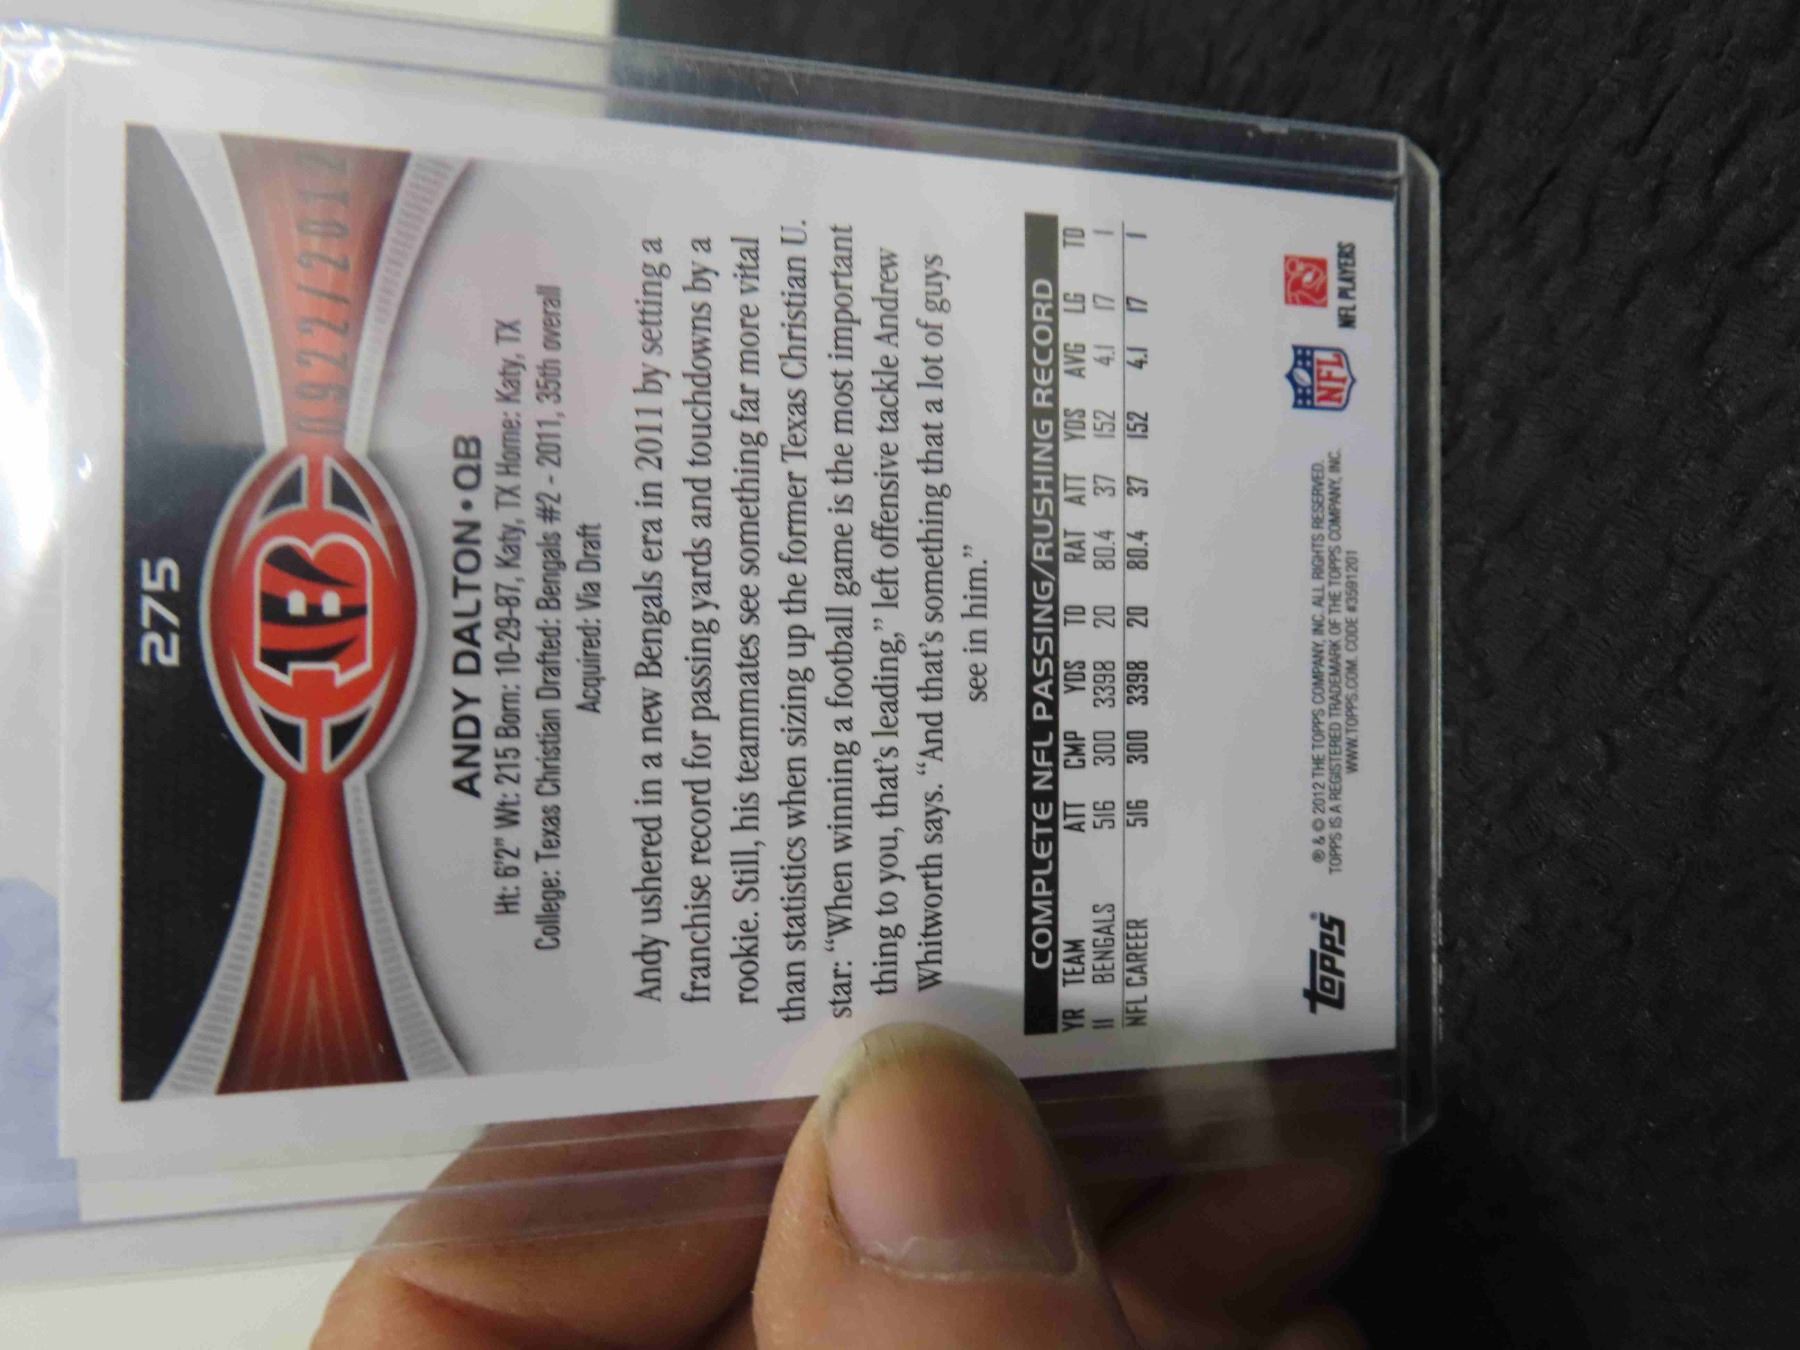 275
0922/2012
ANDY DALTON • QB
Ht: 6'2" Wt: 215 Born: 10-29-87, Katy, TX Home: Katy, TX
College: Texas Christian Drafted: Bengals #2 - 2011, 35th overall
Acquired: Via Draft
Andy ushered in a new Bengals era in 2011 by setting a
franchise record for passing yards and touchdowns by a
rookie. Still, his teammates see something far more vital
than statistics when sizing up the former Texas Christian U.
star: “When winning a football game is the most important
thing to you, that’s leading,” left offensive tackle Andrew
Whitworth says. “And that’s something that a lot of guys
see in him.”
COMPLETE NFL PASSING/RUSHING RECORD
YR TEAM ATT CMP YDS TD RAT ATT YDS AVG LG TD
11 BENGALS 516 300 3398 20 80.4 37 152 4.1 17 1
NFL CAREER 516 300 3398 20 80.4 37 152 4.1 17 1
Topps®
® & © 2012 THE TOPPS COMPANY, INC. ALL RIGHTS RESERVED.
TOPPS IS A REGISTERED TRADEMARK OF THE TOPPS COMPANY, INC.
WWW.TOPPS.COM. CODE #3591201
NFL
NFL PLAYERS